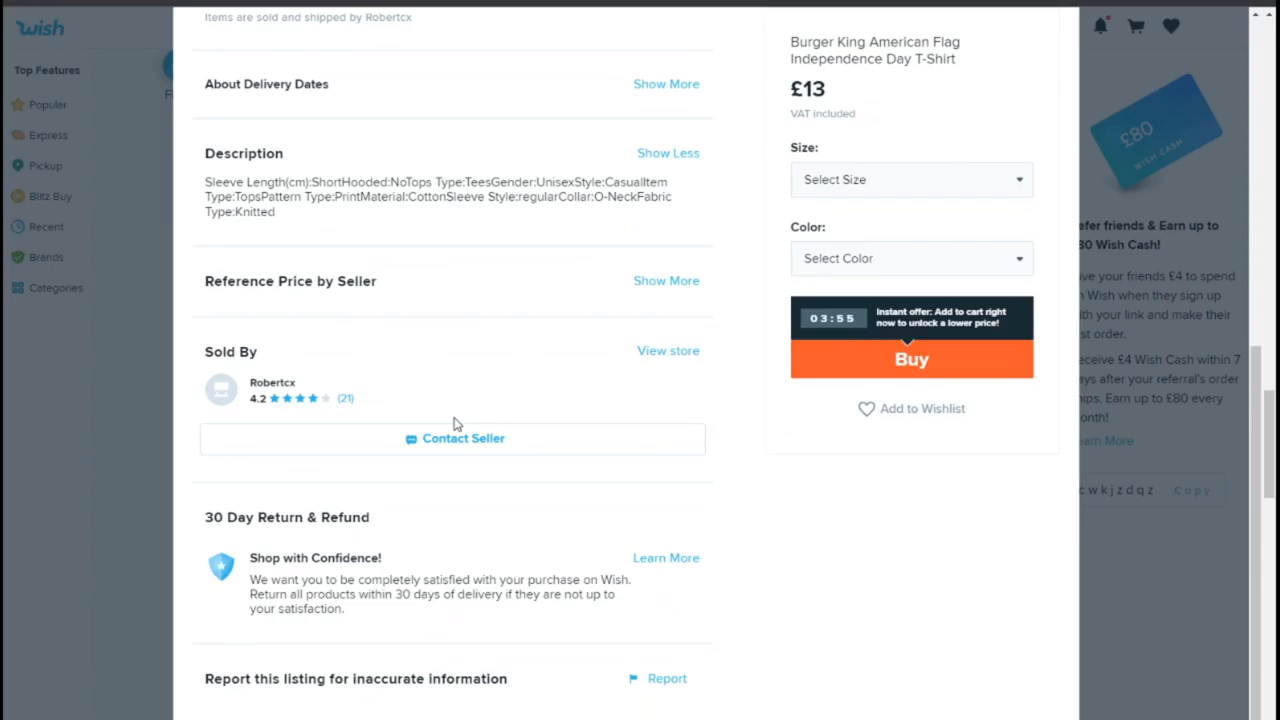 wish
Top Features
Popular
Express
Pickup
Blitz Buy
Recent
Brands
Categories
Items are sold and shipped by Robertcx
About Delivery Dates
Show More
Description
Show Less
Sleeve Length(cm):ShortHooded:NoTops Type:TeesGender:UnisexStyle:CasualItem
Type:TopsPattern Type:PrintMaterial:CottonSleeve Style:regularCollar:O-NeckFabric
Type:Knitted
Reference Price by Seller
Show More
Sold By
View store
Robertcx
4.2
(21)
Contact Seller
30 Day Return & Refund
Shop with Confidence!
Learn More
We want you to be completely satisfied with your purchase on Wish.
Return all products within 30 days of delivery if they are not up to
your satisfaction.
Report this listing for inaccurate information
Report
Burger King American Flag
Independence Day T-Shirt
£13
VAT included
Size:
Select Size
Color:
Select Color
03:55
Instant offer: Add to cart right
now to unlock a lower price!
Buy
Add to Wishlist
£80
WISH CASH
efer friends & Earn up to
30 Wish Cash!
ave your friends £4 to spend
n Wish when they sign up
ith your link and make their
st order.
eceive £4 Wish Cash within 7
ays after your referral's order
hips. Earn up to £80 every
onth!
earn More
cwkjzdqz
Copy